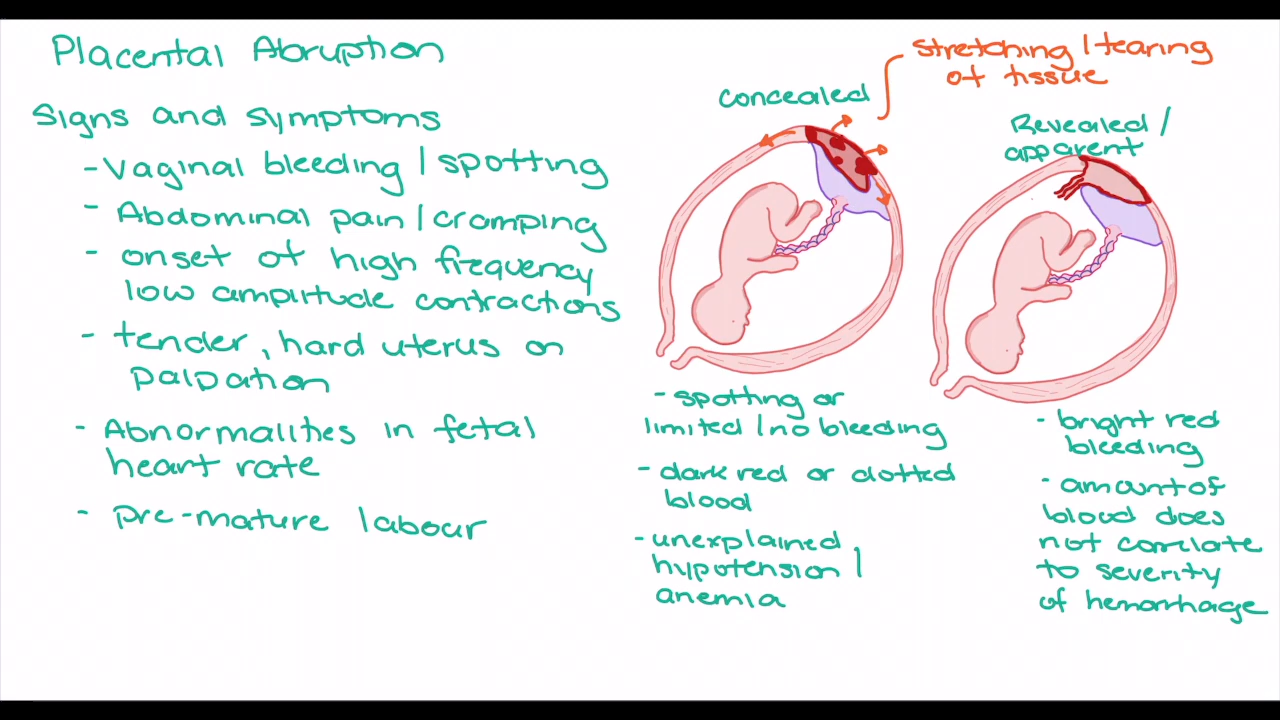 Placental Abruption
Signs and symptoms
- Vaginal bleeding / spotting
- Abdominal pain / cramping
- onset of high frequency
low amplitude contractions
- tender, hard uterus on
palpation
- Abnormalities in fetal
heart rate
- pre-mature labour
stretching / tearing
of tissue
concealed
- spotting or
limited / no bleeding
- dark red or clotted
blood
- unexplained
hypotension /
anemia
Revealed /
apparent
- bright red
bleeding
- amount of
blood does
not correlate
to severity
of hemorrhage